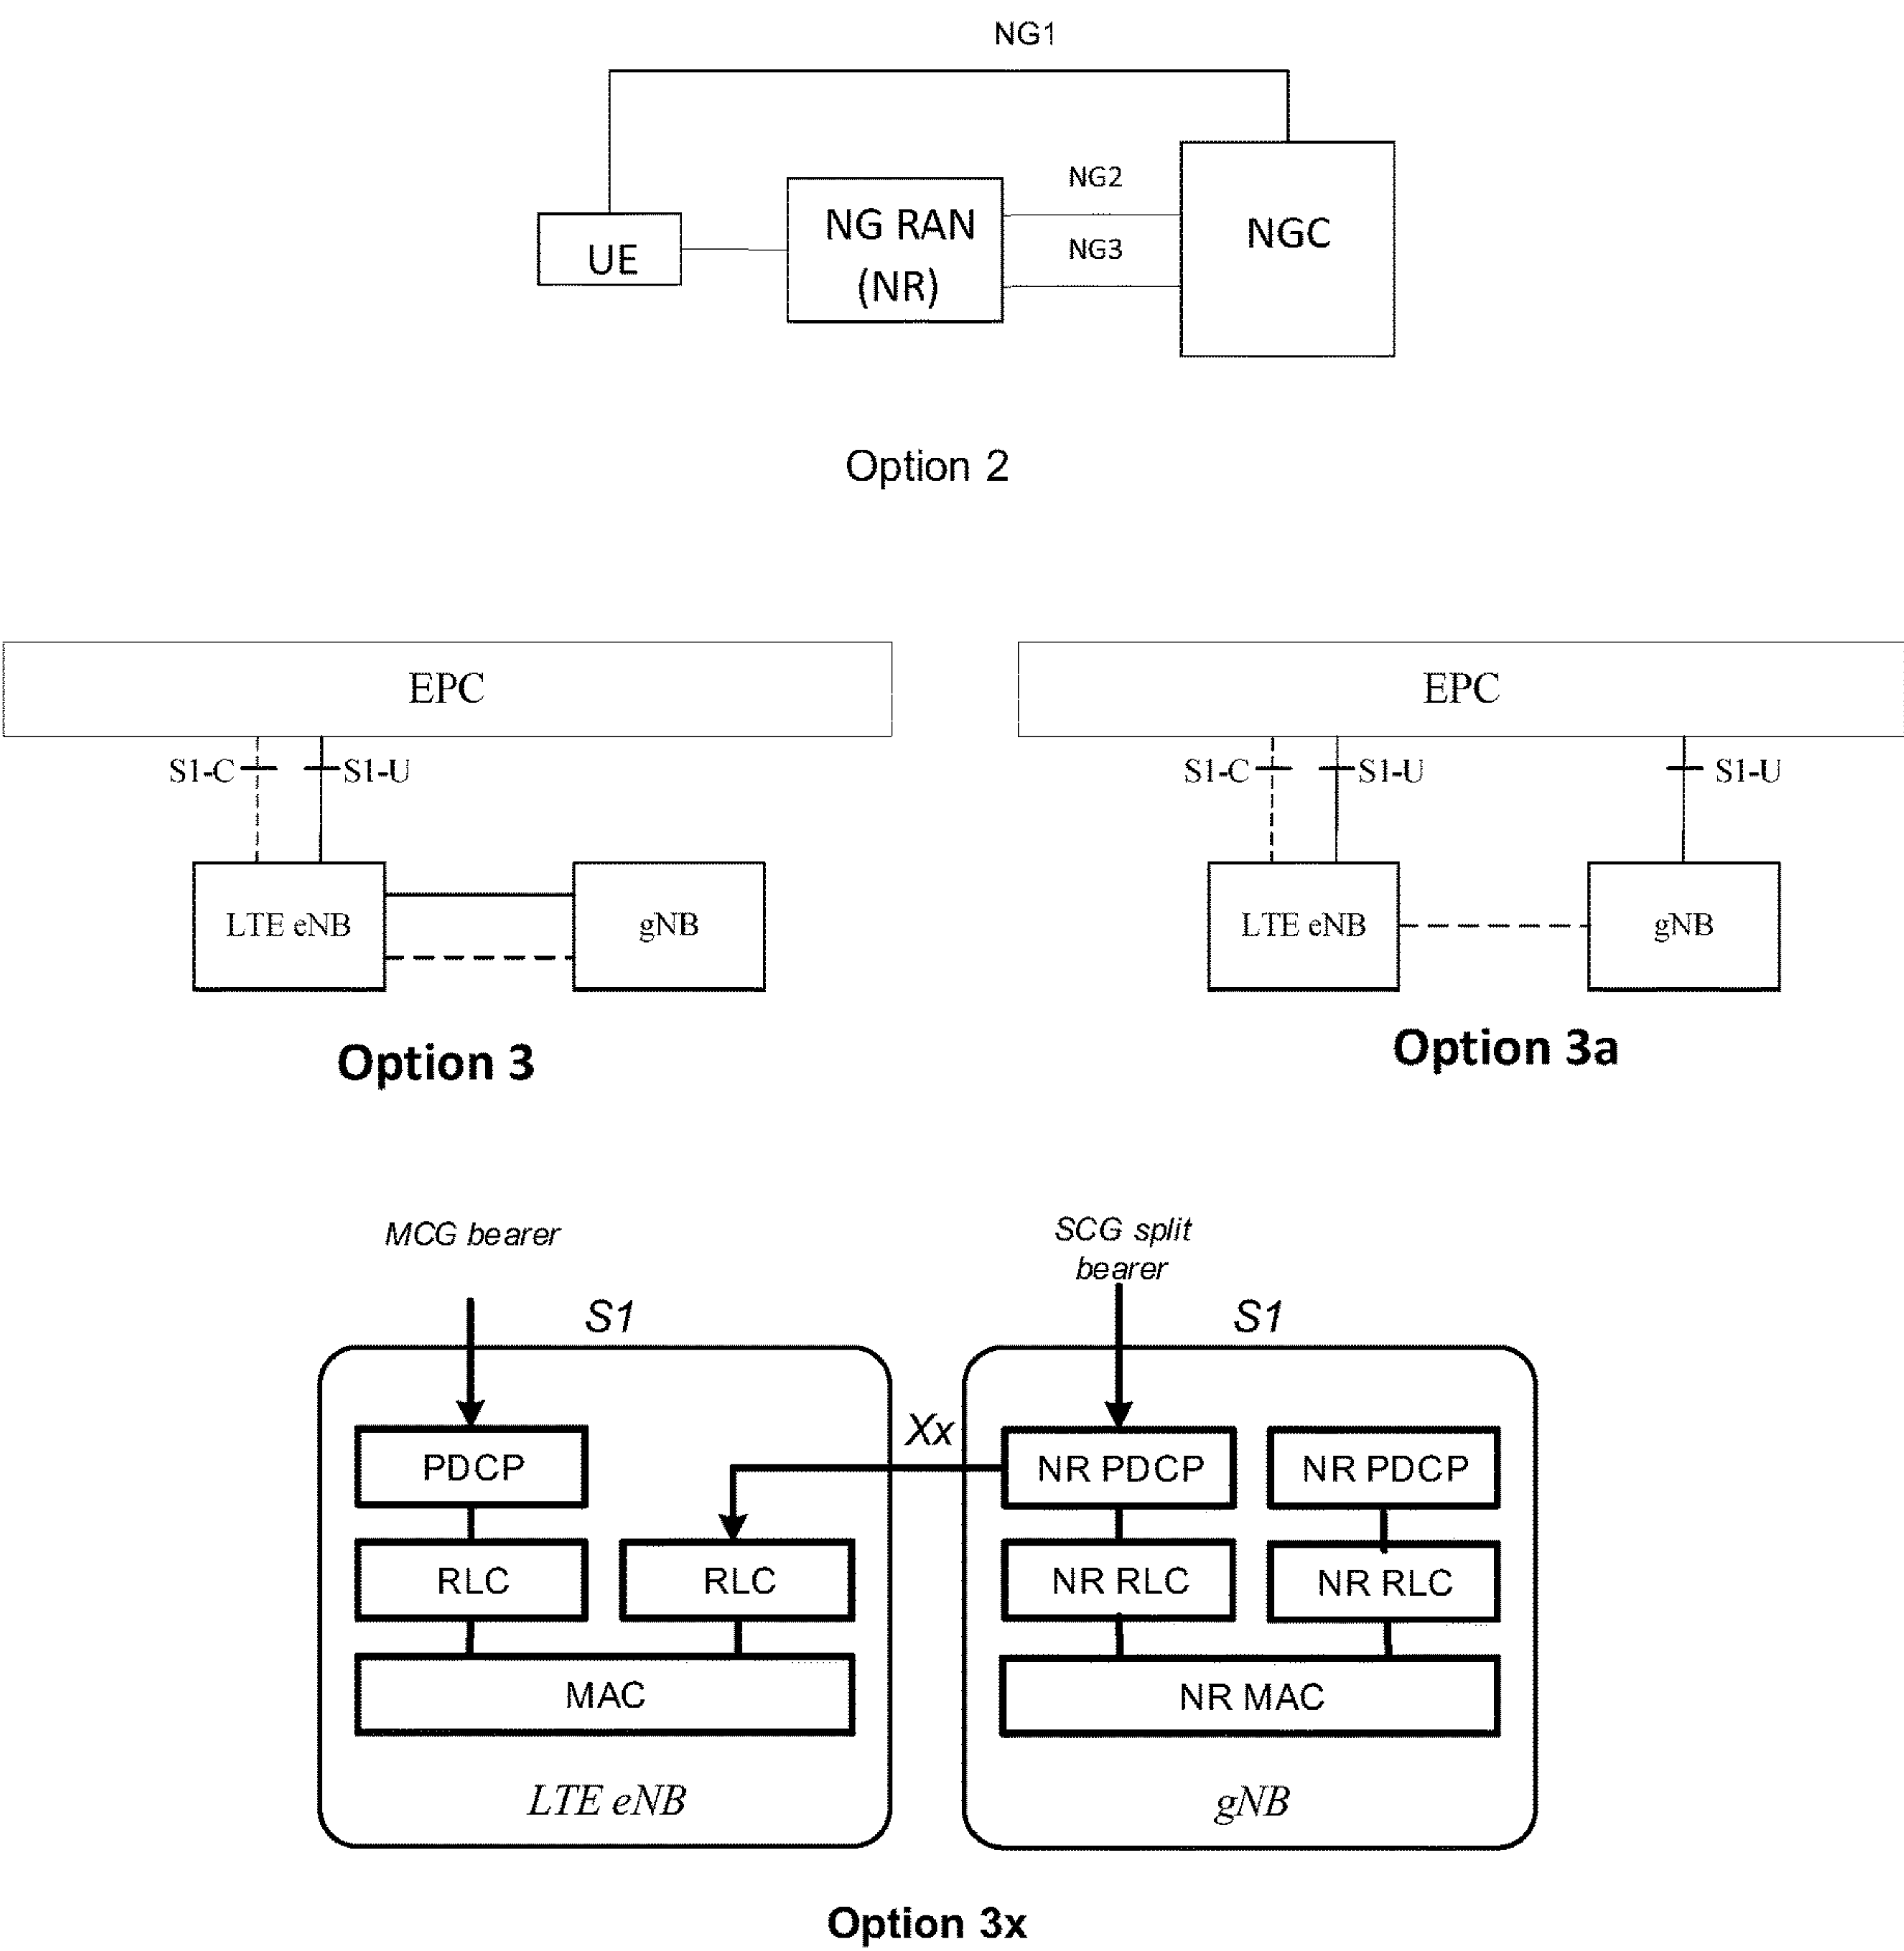 NG1
NG2
NG RAN
NGC
UE
NG3
(NR)
Option 2
EPC
EPC
S1-C
S1-U
S1-C
S1-U
S1-U
LTE eNB
gNB
LTE eNB
gNB
Option 3
Option 3a
MCG bearer
SCG split
bearer
S1
S1
Xx
PDCP
NR PDCP
NR PDCP
RLC
RLC
NR RLC
NR RLC
MAC
NR MAC
LTE eNB
gNB
Option 3x